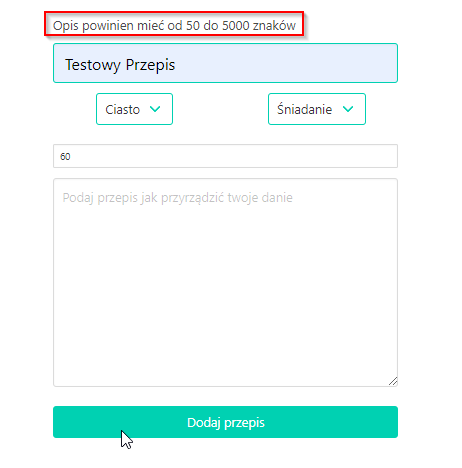 Opis powinien mieć od 50 do 5000 znaków
Testowy Przepis
Ciasto
Śniadanie
60
Podaj przepis jak przyrządzić twoje danie
Dodaj przepis